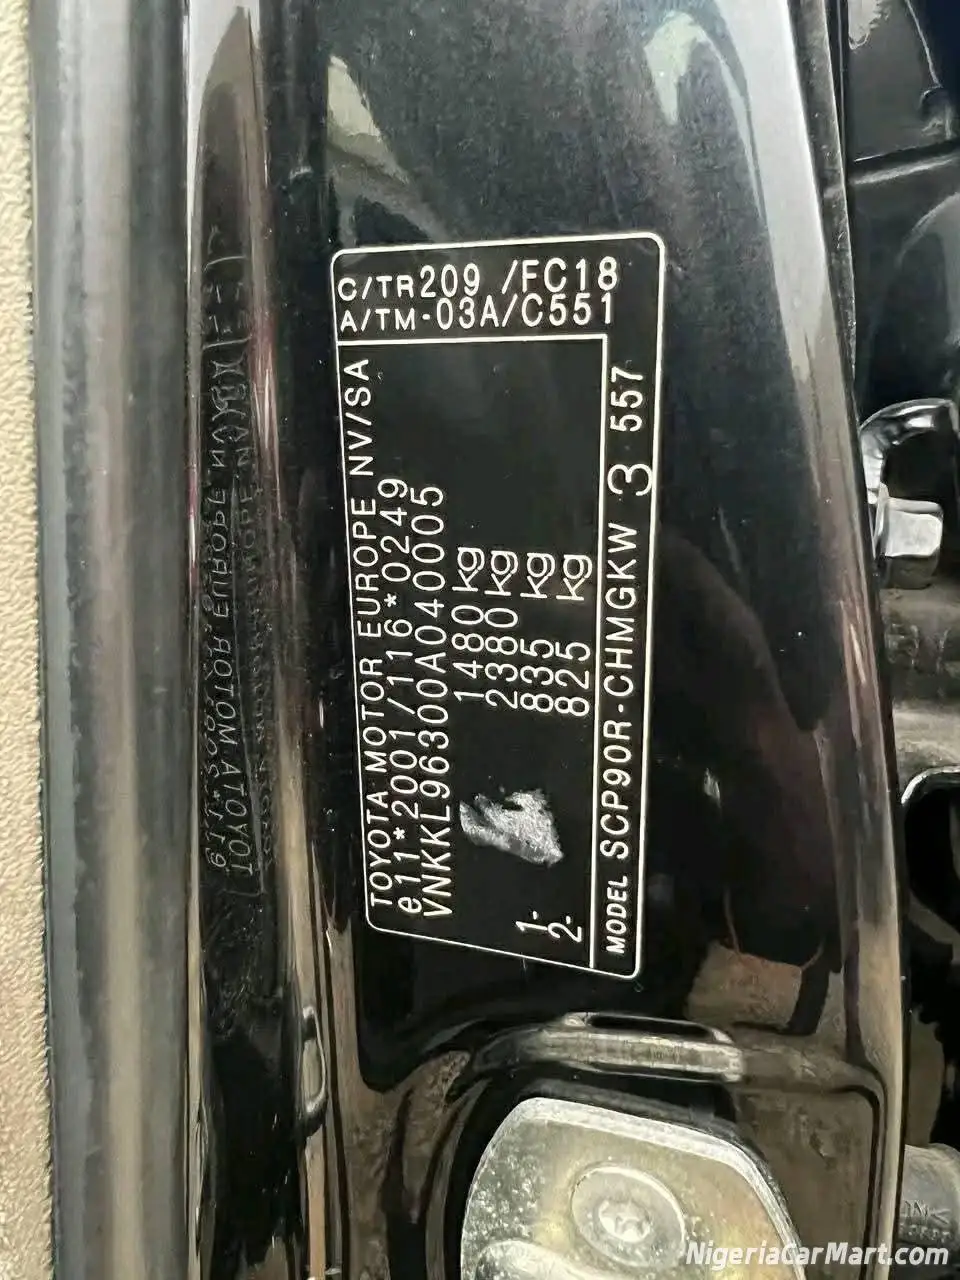 C/TR209 /FC18
A/TM-03A/C551
TOYOTA MOTOR EUROPE NV/SA
e11*2001/116*0249
VNKKL96300A040005
1480 kg
2380 kg
1- 835 kg
2- 825 kg
MODEL SCP90R-CHMGKW 3 557
NigeriaCarMart.com